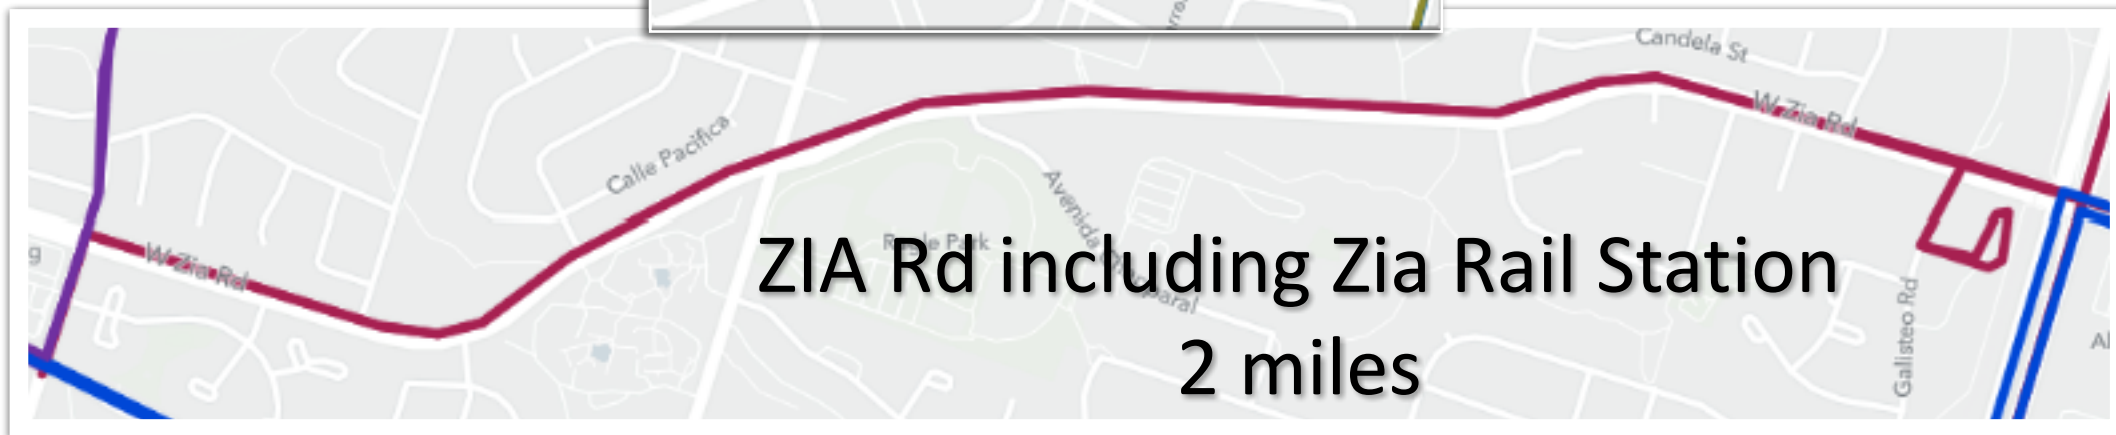 Candela St
W Zia Rd
Calle Pacifica
W Zia Rd
Park
Avenida
ZIA Rd including Zia Rail Station
2 miles
Galisteo Rd